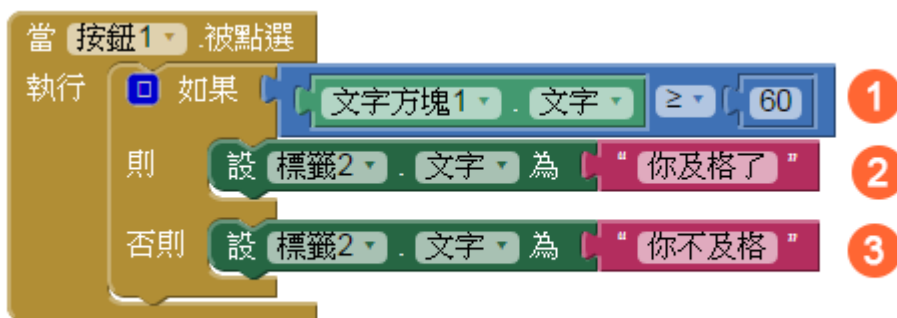 當 按鈕1 .被點選
執行 如果 文字方塊1 . 文字 ≥ 60 1
則 設 標籤2 . 文字 為 " 你及格了 " 2
否則 設 標籤2 . 文字 為 " 你不及格 " 3